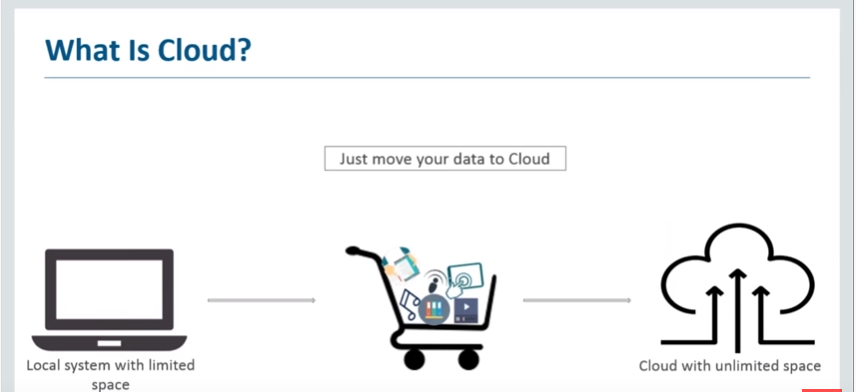 What Is Cloud?
Just move your data to Cloud
Local system with limited
space
Cloud with unlimited space